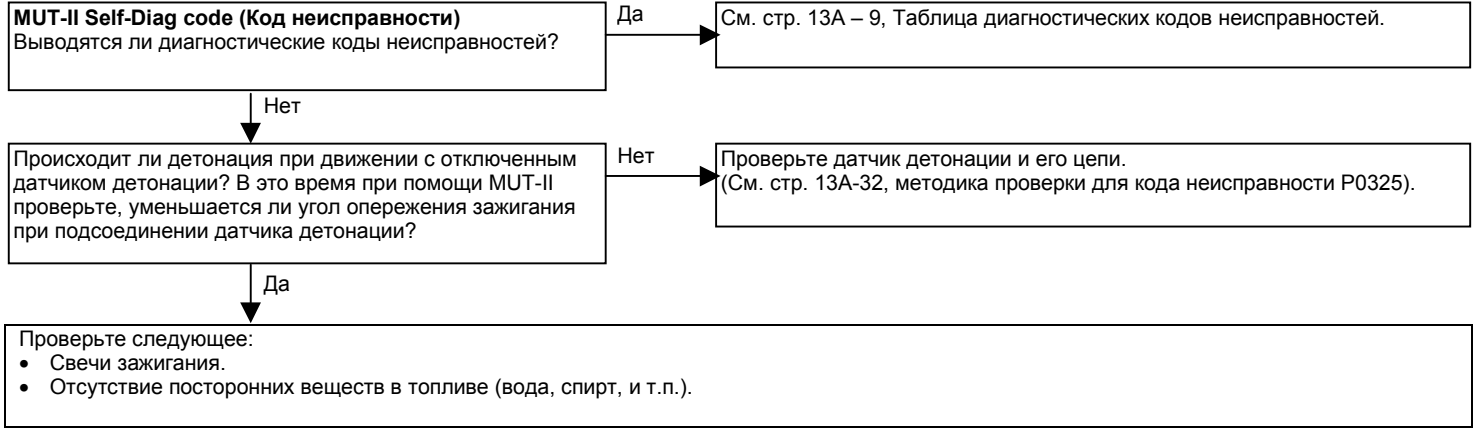 MUT-II Self-Diag code (Код неисправности)
Выводятся ли диагностические коды неисправностей?
Да
См. стр. 13A – 9, Таблица диагностических кодов неисправностей.
Нет
Происходит ли детонация при движении с отключенным
датчиком детонации? В это время при помощи MUT-II
проверьте, уменьшается ли угол опережения зажигания
при подсоединении датчика детонации?
Нет
Проверьте датчик детонации и его цепи.
(См. стр. 13A-32, методика проверки для кода неисправности P0325).
Да
Проверьте следующее:
• Свечи зажигания.
• Отсутствие посторонних веществ в топливе (вода, спирт, и т.п.).